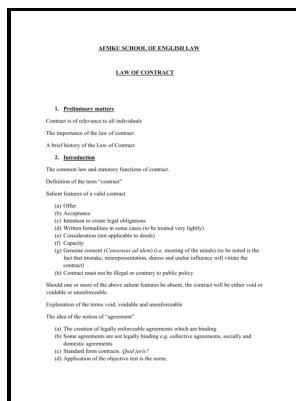 AFMKU SCHOOL OF ENGLISH LAW
LAW OF CONTRACT
1. Preliminary matters
Contract is of relevance to all individuals
The importance of the law of contract
A brief history of the Law of Contract
2. Introduction
The common law and statutory functions of contract.
Definition of the term “contract”
Salient features of a valid contract
(a) Offer
(b) Acceptance
(c) Intention to create legal obligations
(d) Written formalities in some cases (to be treated very lightly)
(e) Consideration (not applicable to deeds)
(f) Capacity
(g) Genuine consent (Consensus ad idem) (i.e. meeting of the minds) (to be noted is the
fact that mistake, misrepresentation, duress and undue influence will vitiate the
contract)
(h) Contract must not be illegal or contrary to public policy
Should one or more of the above salient features be absent, the contract will be either void or
voidable or unenforceable.
Explanation of the terms void, voidable and unenforceable
The idea of the notion of “agreement”
(a) The creation of legally enforceable agreements which are binding
(b) Some agreements are not legally binding e.g. collective agreements, socially and
domestic agreements
(c) Standard form contracts. Quid juris?
(d) Application of the objective test is the norm.